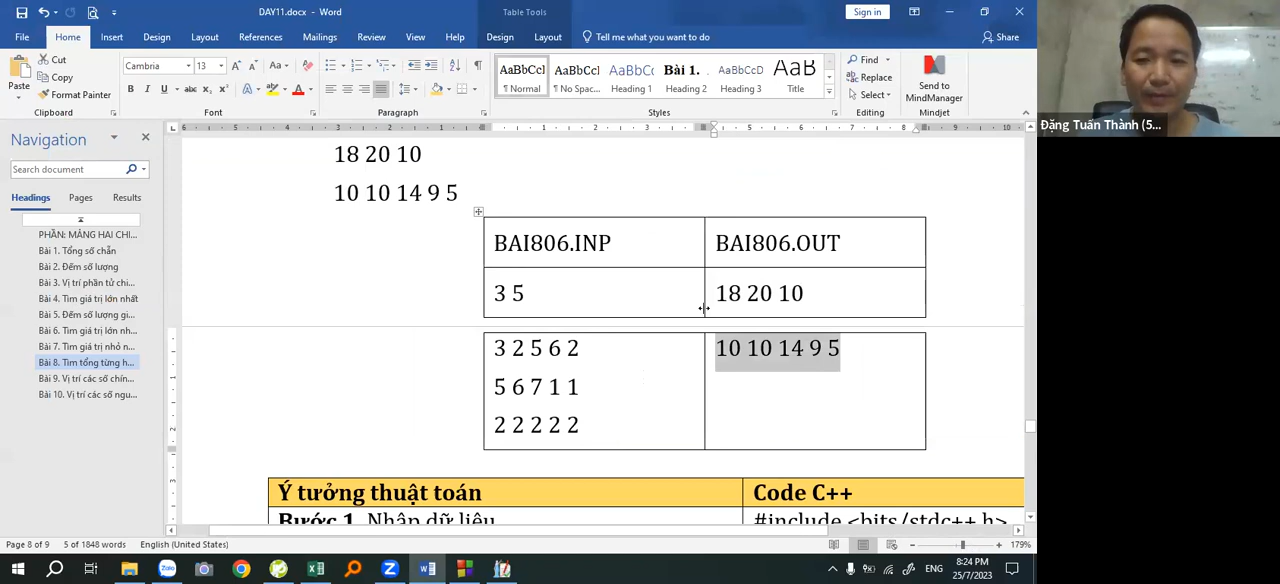 DAY11.docx - Word
Table Tools
Sign in
File
Home
Insert
Design
Layout
References
Mailings
Review
View
Help
Design
Layout
Tell me what you want to do
Share
Paste
Cut
Copy
Format Painter
Clipboard
Cambria
13
Font
Paragraph
AaBbCcI
¶ Normal
AaBbCcI
¶ No Spac...
AaBbC(
Heading 1
Bài 1.
Heading 2
AaBbCcD
Heading 3
AaB
Title
Styles
Find
Replace
Select
Editing
Send to
MindManager
Mindjet
Navigation
Search document
Headings
Pages
Results
PHẦN: MẢNG HAI CHI...
Bài 1. Tổng số chẵn
Bài 2. Đếm số lượng
Bài 3. Vị trí phần tử chi...
Bài 4. Tìm giá trị lớn nhất
Bài 5. Đếm số lượng gi...
Bài 6. Tìm giá trị lớn nh...
Bài 7. Tìm giá trị nhỏ n...
Bài 8. Tìm tổng từng h...
Bài 9. Vị trí các số chín...
Bài 10. Vị trí các số ngu...
18 20 10
10 10 14 9 5
BAI806.INP
BAI806.OUT
3 5
18 20 10
3 2 5 6 2
10 10 14 9 5
5 6 7 1 1
2 2 2 2 2
Ý tưởng thuật toán
Code C++
Bước 1. Nhập dữ liệu
#include <bits/stdc++.h>
Page 8 of 9
5 of 1848 words
English (United States)
179%
Zalo
ENG
8:24 PM
25/7/2023
Đặng Tuấn Thành (5...